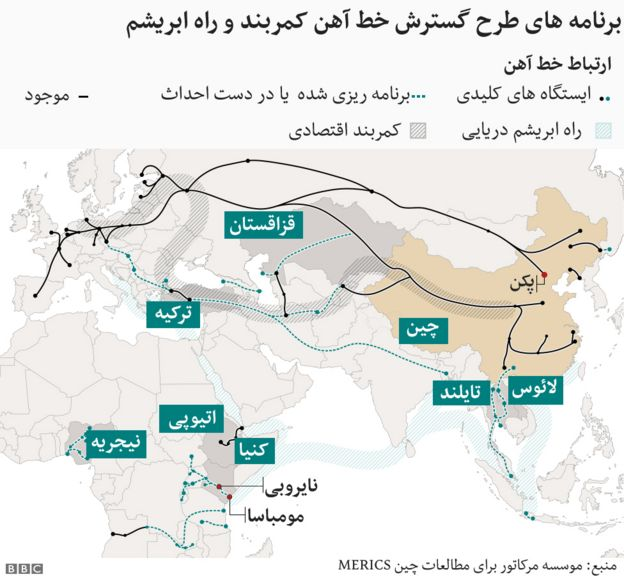 برنامه های طرح گسترش خط آهن کمربند و راه ابریشم
ارتباط خط آهن
ایستگاه های کلیدی
برنامه ریزی شده یا در دست احداث
موجود
راه ابریشم دریایی
کمربند اقتصادی
قزاقستان
پکن
ترکیه
چین
لائوس
تایلند
اتیوپی
نیجریه
کنیا
نایروبی
مومباسا
منبع: موسسه مرکاتور برای مطالعات چین MERICS
BBC